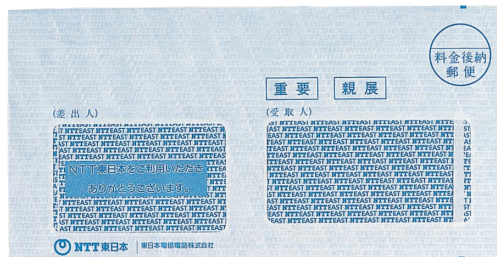 料金後納
郵便
重要 親展
(差出人) (受取人)
NTT東日本をご利用いただき
ありがとうございます。
NTT東日本 東日本電信電話株式会社